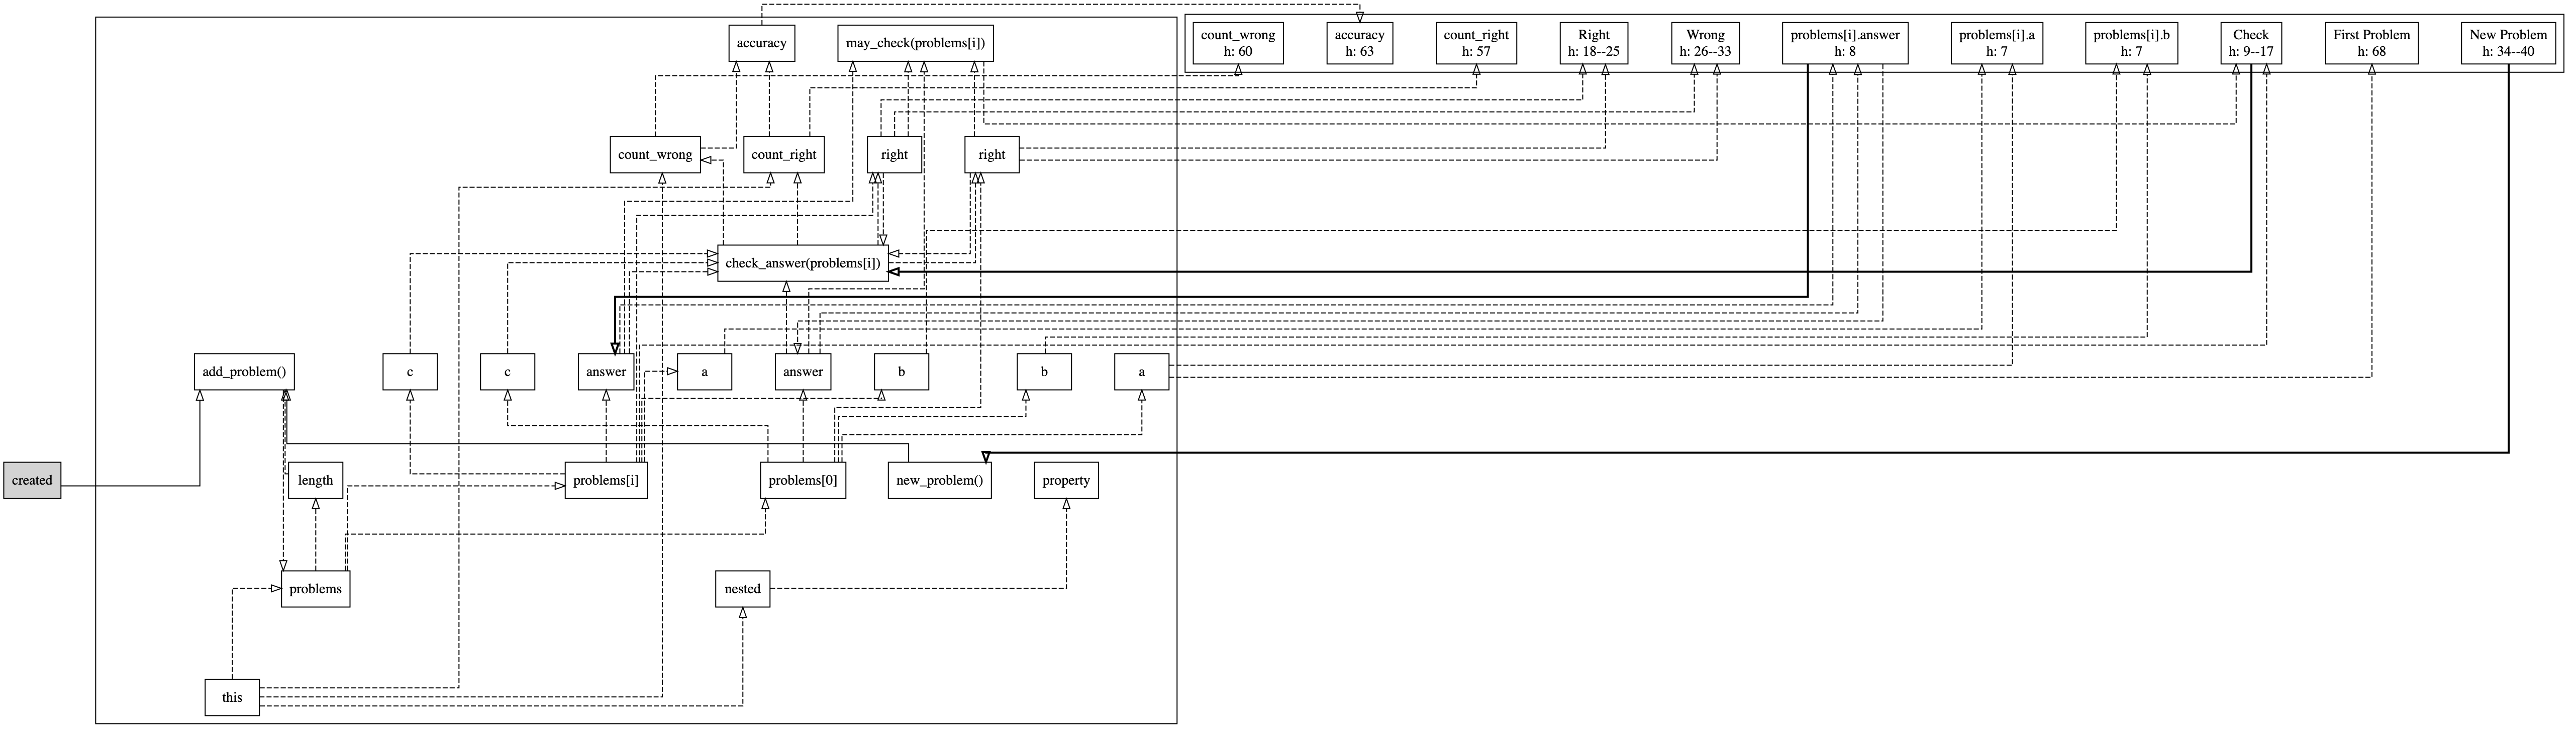 accuracy
may_check(problems[i])
count_wrong
h: 60
accuracy
h: 63
count_right
h: 57
Right
h: 18--25
Wrong
h: 26--33
problems[i].answer
h: 8
problems[i].a
h: 7
problems[i].b
h: 7
Check
h: 9--17
First Problem
h: 68
New Problem
h: 34--40
count_wrong
count_right
right
right
check_answer(problems[i])
add_problem()
c
c
answer
a
answer
b
b
a
created
length
problems[i]
problems[0]
new_problem()
property
problems
nested
this